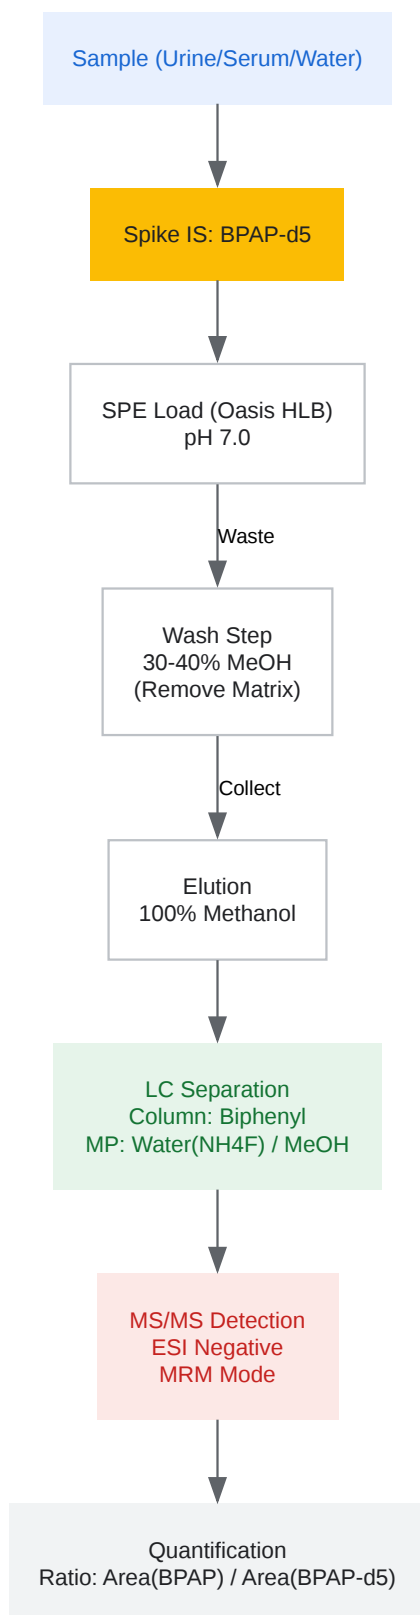 Sample (Urine/Serum/Water)
Spike IS: BPAP-d5
SPE Load (Oasis HLB)
pH 7.0
Waste
Wash Step
30-40% MeOH
(Remove Matrix)
Collect
Elution
100% Methanol
LC Separation
Column: Biphenyl
MP: Water(NH4F) / MeOH
MS/MS Detection
ESI Negative
MRM Mode
Quantification
Ratio: Area(BPAP) / Area(BPAP-d5)